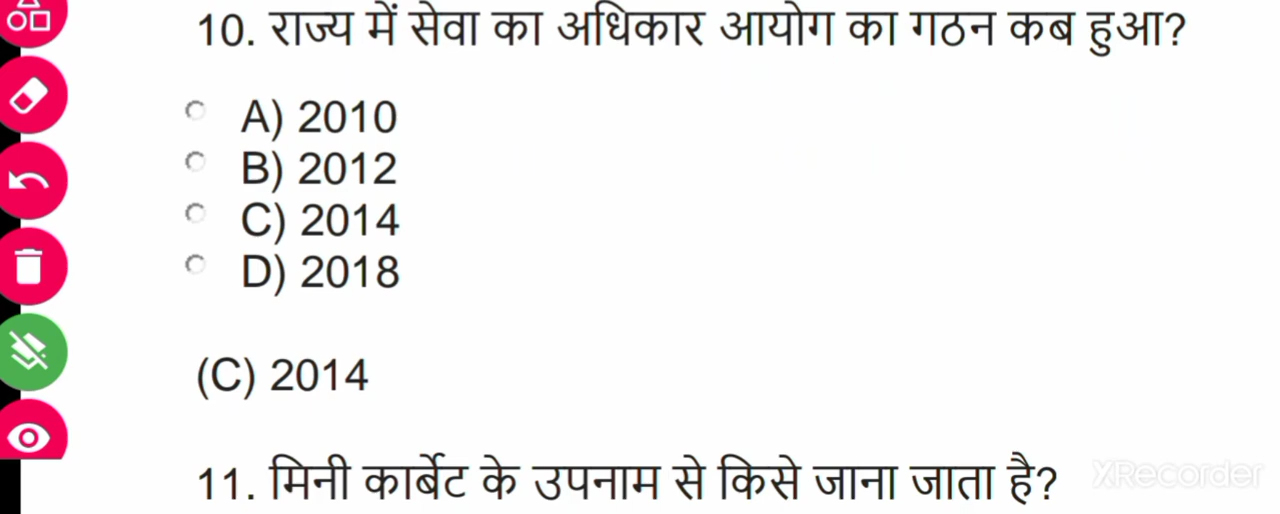 10. राज्य में सेवा का अधिकार आयोग का गठन कब हुआ?
A) 2010
B) 2012
C) 2014
D) 2018
(C) 2014
11. मिनी कार्बेट के उपनाम से किसे जाना जाता है?
XRecorder